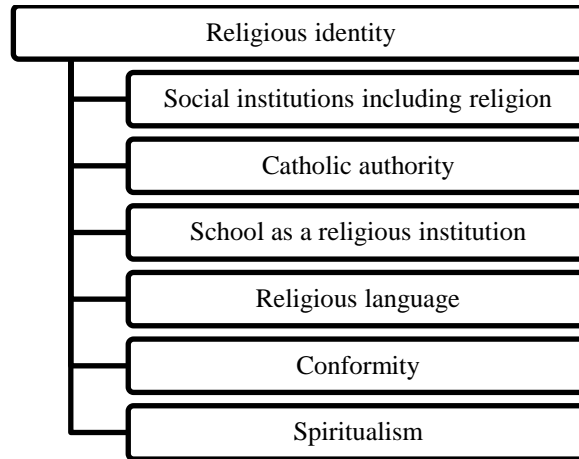 Religious identity
Social institutions including religion
Catholic authority
School as a religious institution
Religious language
Conformity
Spiritualism